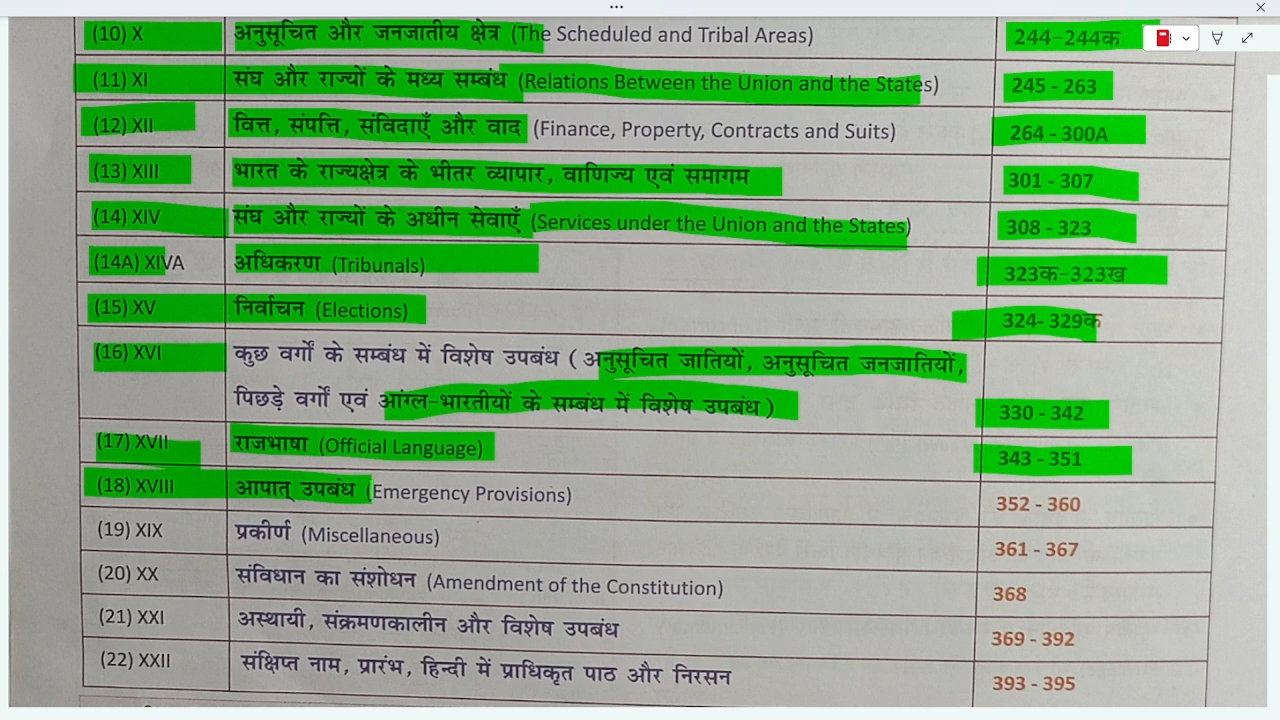 (10) X अनुसूचित और जनजातीय क्षेत्र (The Scheduled and Tribal Areas) 244-244क
(11) XI संघ और राज्यों के मध्य सम्बंध (Relations Between the Union and the States) 245 - 263
(12) XII वित्त, संपत्ति, संविदाएँ और वाद (Finance, Property, Contracts and Suits) 264 - 300A
(13) XIII भारत के राज्यक्षेत्र के भीतर व्यापार, वाणिज्य एवं समागम 301 - 307
(14) XIV संघ और राज्यों के अधीन सेवाएँ (Services under the Union and the States) 308 - 323
(14A) XIVA अधिकरण (Tribunals) 323क-323ख
(15) XV निर्वाचन (Elections) 324- 329क
(16) XVI कुछ वर्गों के सम्बंध में विशेष उपबंध ( अनुसूचित जातियों, अनुसूचित जनजातियों,
पिछड़े वर्गों एवं आंग्ल-भारतीयों के सम्बंध में विशेष उपबंध ) 330 - 342
(17) XVII राजभाषा (Official Language) 343 - 351
(18) XVIII आपात् उपबंध (Emergency Provisions) 352 - 360
(19) XIX प्रकीर्ण (Miscellaneous) 361 - 367
(20) XX संविधान का संशोधन (Amendment of the Constitution) 368
(21) XXI अस्थायी, संक्रमणकालीन और विशेष उपबंध 369 - 392
(22) XXII संक्षिप्त नाम, प्रारंभ, हिन्दी में प्राधिकृत पाठ और निरसन 393 - 395